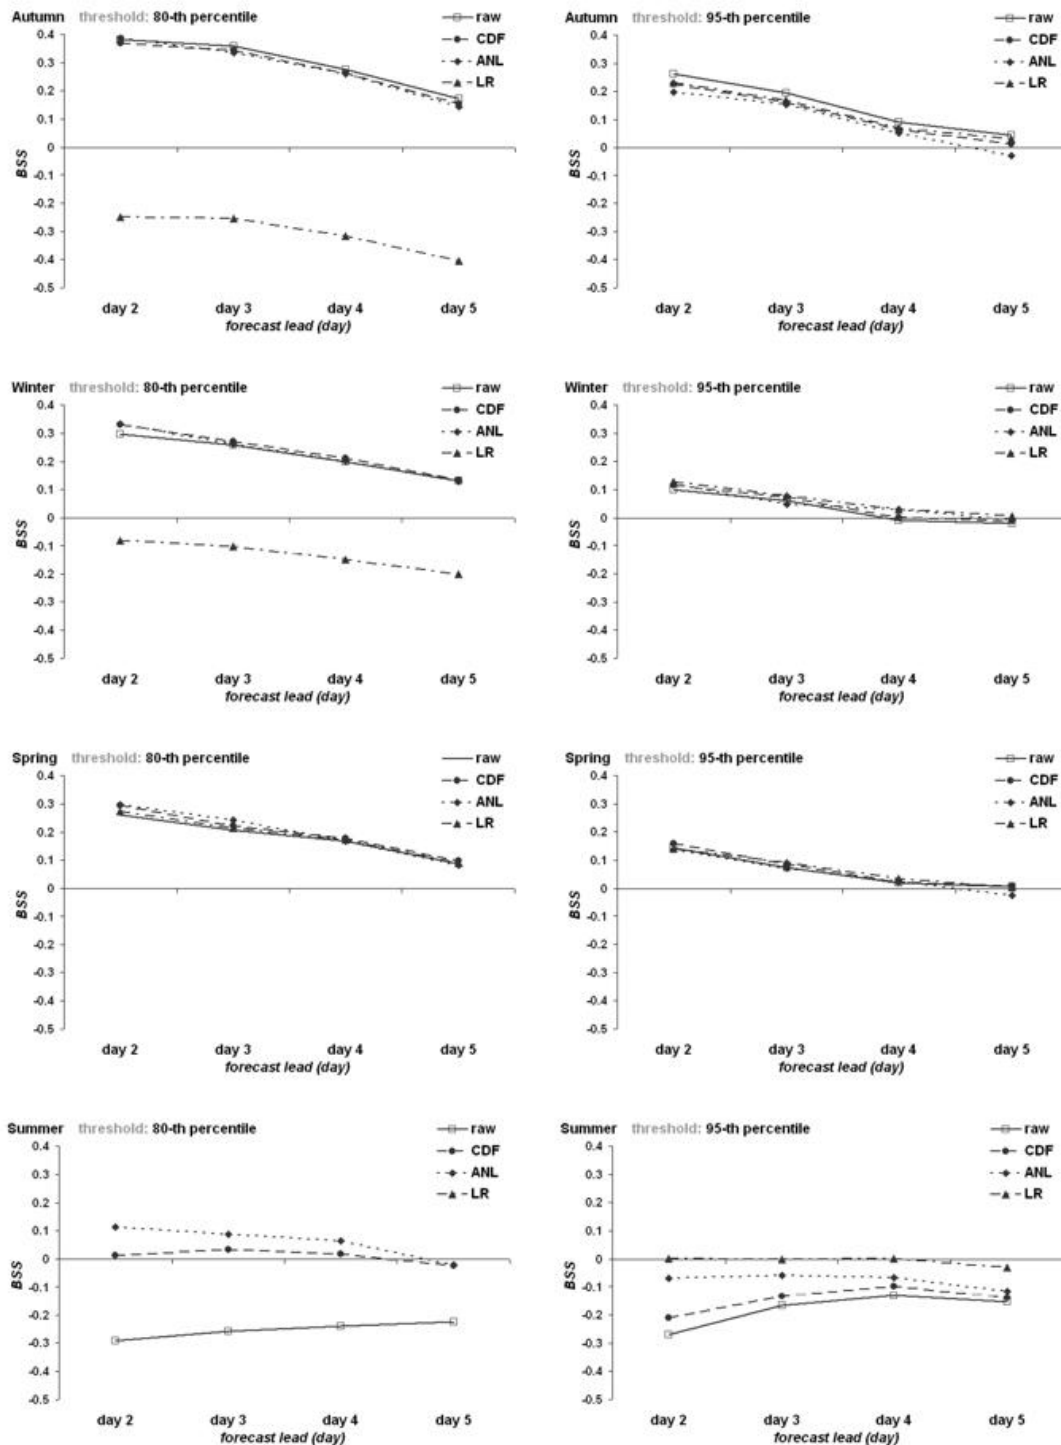 Autumn threshold: 80-th percentile
raw
CDF
ANL
LR
0.4
0.3
0.2
0.1
0
-0.1
-0.2
-0.3
-0.4
-0.5
BSS
day 2 day 3 day 4 day 5
forecast lead (day)
Autumn threshold: 95-th percentile
raw
CDF
ANL
LR
0.4
0.3
0.2
0.1
0
-0.1
-0.2
-0.3
-0.4
-0.5
BSS
day 2 day 3 day 4 day 5
forecast lead (day)
Winter threshold: 80-th percentile
raw
CDF
ANL
LR
0.4
0.3
0.2
0.1
0
-0.1
-0.2
-0.3
-0.4
-0.5
BSS
day 2 day 3 day 4 day 5
forecast lead (day)
Winter threshold: 95-th percentile
raw
CDF
ANL
LR
0.4
0.3
0.2
0.1
0
-0.1
-0.2
-0.3
-0.4
-0.5
BSS
day 2 day 3 day 4 day 5
forecast lead (day)
Spring threshold: 80-th percentile
raw
CDF
ANL
LR
0.4
0.3
0.2
0.1
0
-0.1
-0.2
-0.3
-0.4
-0.5
BSS
day 2 day 3 day 4 day 5
forecast lead (day)
Spring threshold: 95-th percentile
raw
CDF
ANL
LR
0.4
0.3
0.2
0.1
0
-0.1
-0.2
-0.3
-0.4
-0.5
BSS
day 2 day 3 day 4 day 5
forecast lead (day)
Summer threshold: 80-th percentile
raw
CDF
ANL
LR
0.4
0.3
0.2
0.1
0
-0.1
-0.2
-0.3
-0.4
-0.5
BSS
day 2 day 3 day 4 day 5
forecast lead (day)
Summer threshold: 95-th percentile
raw
CDF
ANL
LR
0.4
0.3
0.2
0.1
0
-0.1
-0.2
-0.3
-0.4
-0.5
BSS
day 2 day 3 day 4 day 5
forecast lead (day)